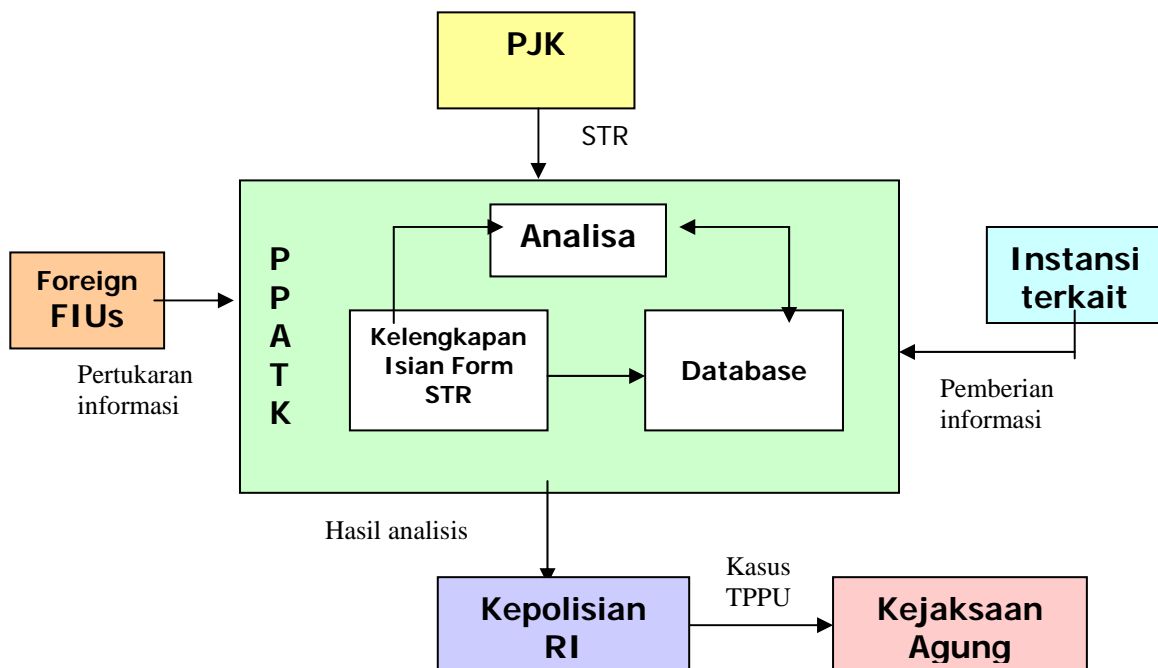 PJK
STR
Analisa
P
P
A
T
K
Foreign
FIUs
Instansi
terkait
Kelengkapan
Isian Form
STR
Database
Pertukaran
informasi
Pemberian
informasi
Hasil analisis
Kepolisian
RI
Kasus
TPPU
Kejaksaan
Agung